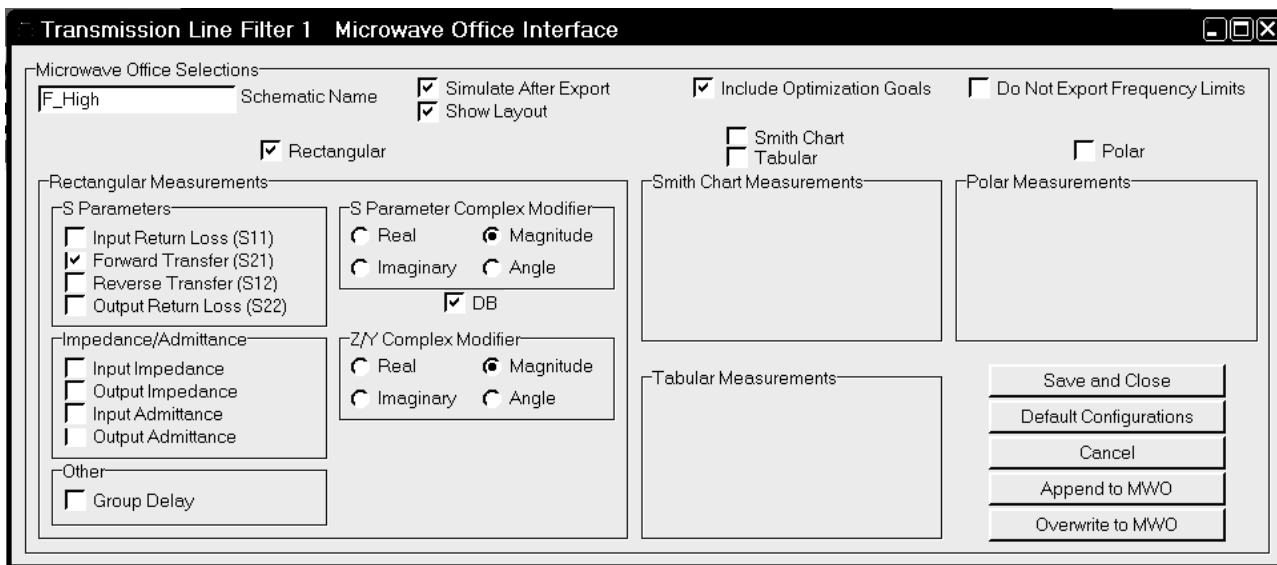 Transmission Line Filter 1 Microwave Office Interface
Microwave Office Selections
F_High Schematic Name
Simulate After Export
Show Layout
Include Optimization Goals
Do Not Export Frequency Limits
Rectangular
Smith Chart
Tabular
Polar
Rectangular Measurements
S Parameters
Input Return Loss (S11)
Forward Transfer (S21)
Reverse Transfer (S12)
Output Return Loss (S22)
S Parameter Complex Modifier
Real Magnitude
Imaginary Angle
DB
Impedance/Admittance
Input Impedance
Output Impedance
Input Admittance
Output Admittance
Z/Y Complex Modifier
Real Magnitude
Imaginary Angle
Other
Group Delay
Smith Chart Measurements
Polar Measurements
Tabular Measurements
Save and Close
Default Configurations
Cancel
Append to MWO
Overwrite to MWO